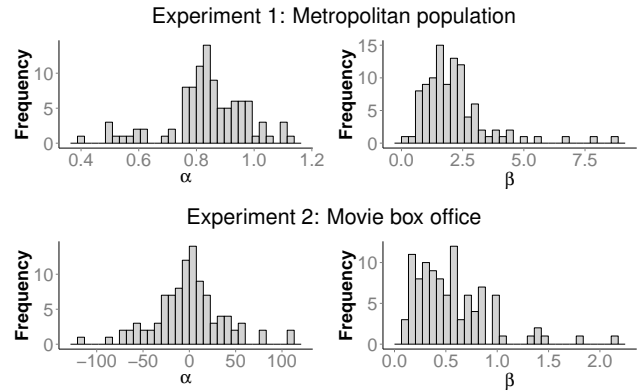 Experiment 1: Metropolitan population
Frequency
10
5
0
0.4 0.6 0.8 1.0 1.2
α
Frequency
15
10
5
0
0.0 2.5 5.0 7.5
β
Experiment 2: Movie box office
Frequency
10
5
0
−100 −50 0 50 100
α
Frequency
10
5
0
0.0 0.5 1.0 1.5 2.0
β